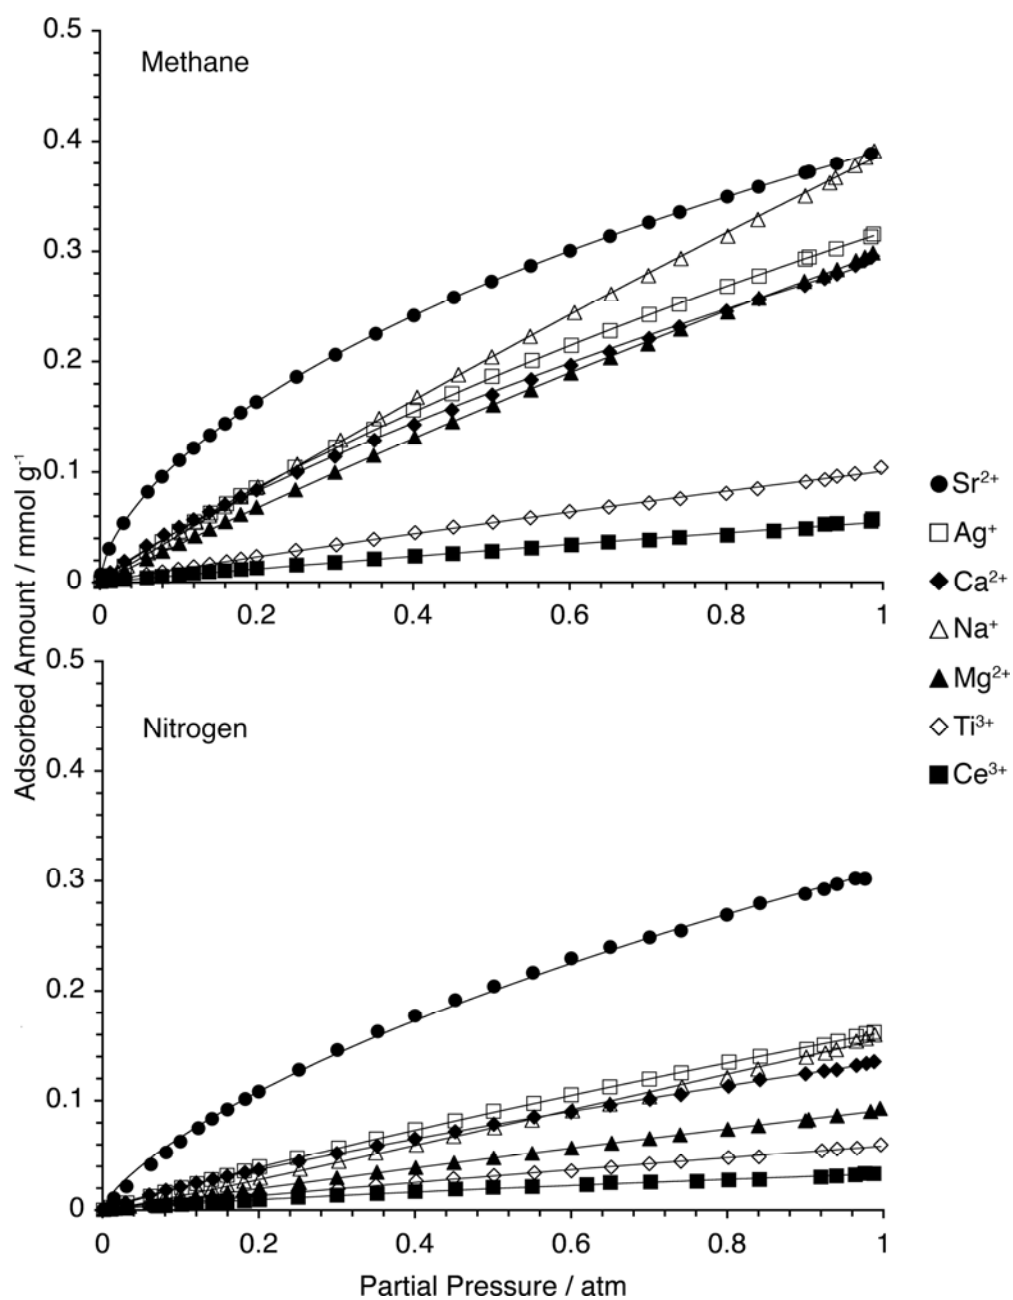 0.5
Methane
0.4
0.3
0.2
0.1
0
0 0.2 0.4 0.6 0.8 1
Adsorbed Amount / mmol g⁻¹
0.5
Nitrogen
0.4
0.3
0.2
0.1
0
0 0.2 0.4 0.6 0.8 1
Partial Pressure / atm
Sr²⁺
Ag⁺
Ca²⁺
Na⁺
Mg²⁺
Ti³⁺
Ce³⁺